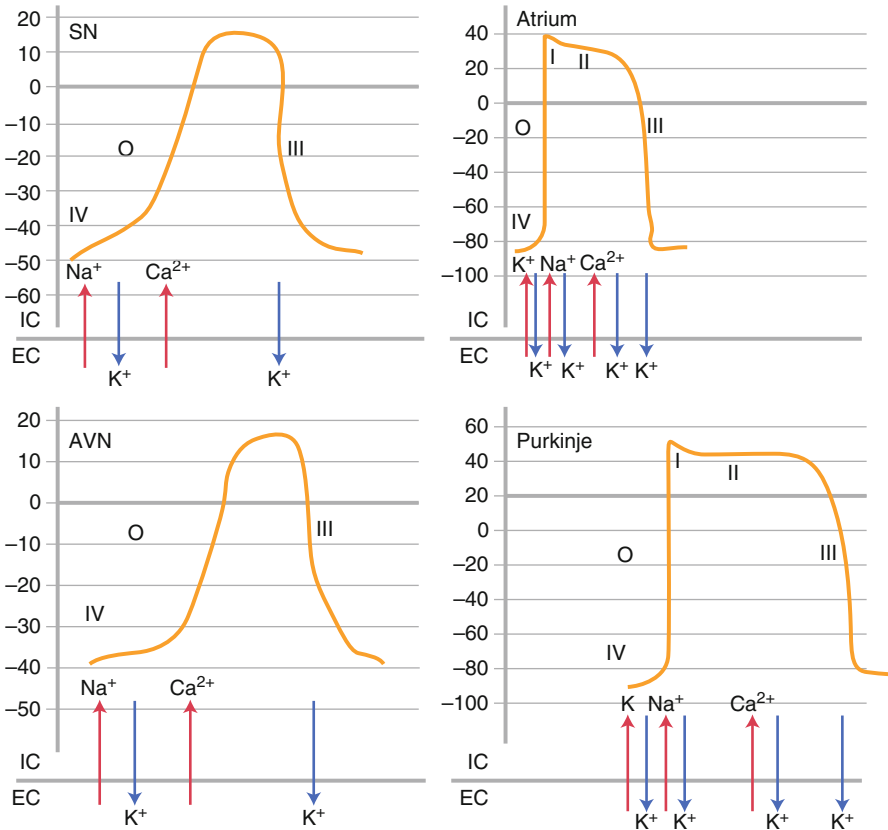 SN
20
10
0
–10
–20
–30
–40
–50
–60
O
III
IV
Na⁺ Ca²⁺
IC
EC
K⁺ K⁺
Atrium
40
20
0
–20
–40
–60
–80
–100
I
II
O
III
IV
K⁺ Na⁺ Ca²⁺
IC
EC
K⁺ K⁺ K⁺ K⁺
AVN
20
10
0
–10
–20
–30
–40
–50
O
III
IV
Na⁺ Ca²⁺
IC
EC
K⁺ K⁺
Purkinje
60
40
20
0
–20
–40
–60
–80
–100
I
II
O
III
IV
K Na⁺ Ca²⁺
IC
EC
K⁺ K⁺ K⁺ K⁺